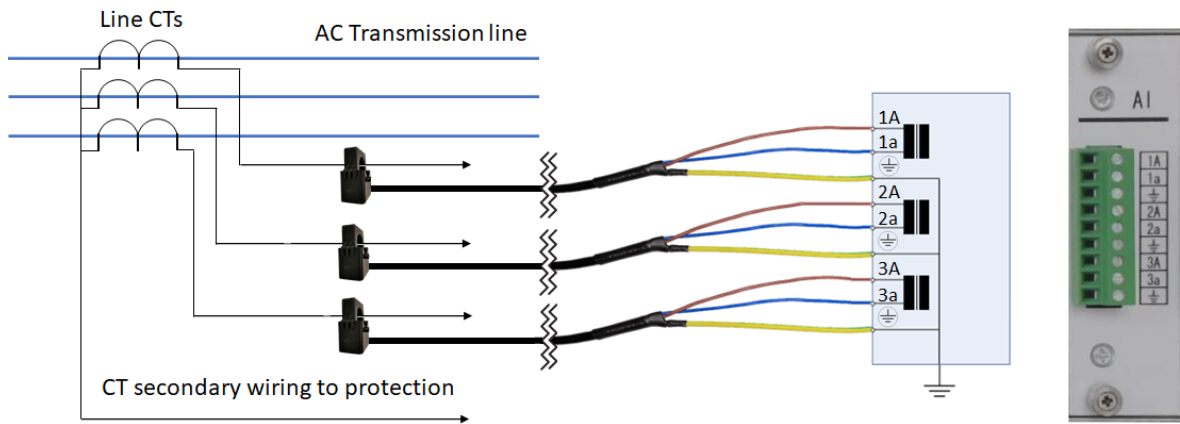 Line CTs
AC Transmission line
1A
1a
2A
2a
3A
3a
CT secondary wiring to protection
AI
1A
1a
⏚
2A
2a
⏚
3A
3a
⏚